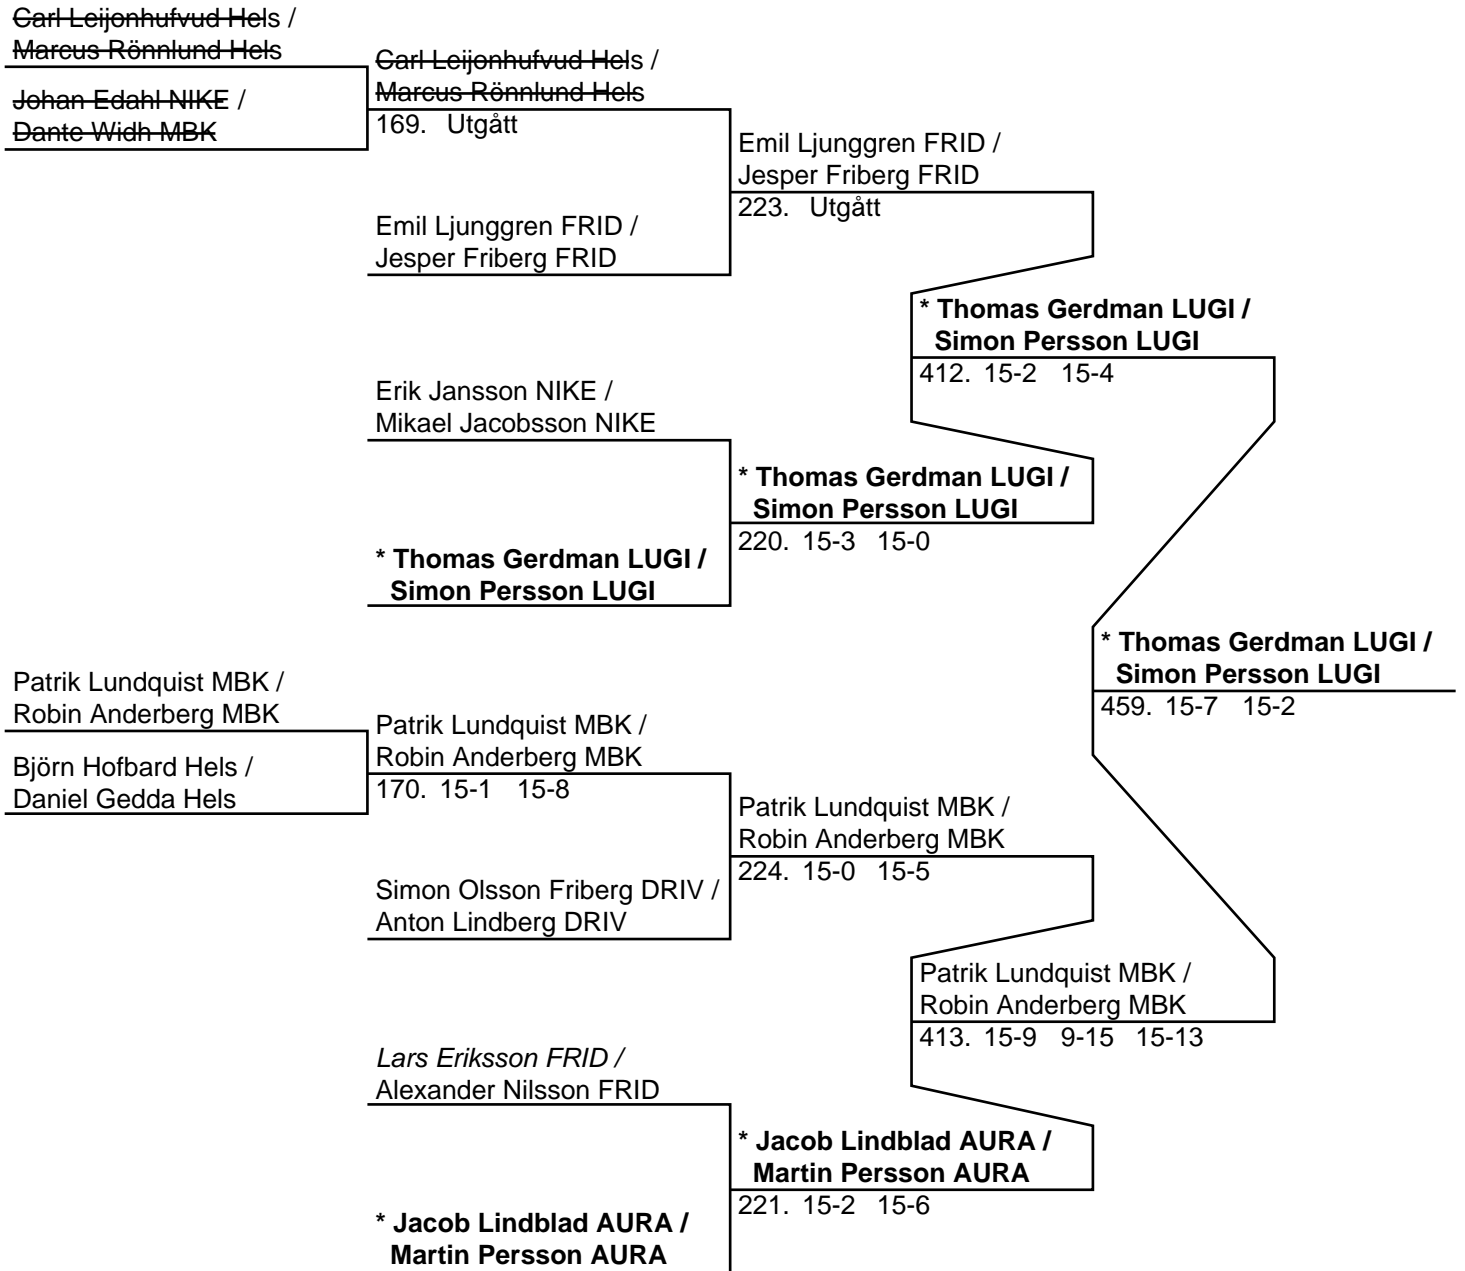 Carl Leijonhufvud Hels /
Marcus Rönnlund Hels
Johan Edahl NIKE /
Dante Widh MBK
Carl Leijonhufvud Hels /
Marcus Rönnlund Hels
169. Utgått
Emil Ljunggren FRID /
Jesper Friberg FRID
Emil Ljunggren FRID /
Jesper Friberg FRID
223. Utgått
* Thomas Gerdman LUGI /
Simon Persson LUGI
412. 15-2 15-4
Erik Jansson NIKE /
Mikael Jacobsson NIKE
* Thomas Gerdman LUGI /
Simon Persson LUGI
220. 15-3 15-0
* Thomas Gerdman LUGI /
Simon Persson LUGI
* Thomas Gerdman LUGI /
Simon Persson LUGI
459. 15-7 15-2
Patrik Lundquist MBK /
Robin Anderberg MBK
Björn Hofbard Hels /
Daniel Gedda Hels
Patrik Lundquist MBK /
Robin Anderberg MBK
170. 15-1 15-8
Patrik Lundquist MBK /
Robin Anderberg MBK
224. 15-0 15-5
Simon Olsson Friberg DRIV /
Anton Lindberg DRIV
Patrik Lundquist MBK /
Robin Anderberg MBK
413. 15-9 9-15 15-13
Lars Eriksson FRID /
Alexander Nilsson FRID
* Jacob Lindblad AURA /
Martin Persson AURA
221. 15-2 15-6
* Jacob Lindblad AURA /
Martin Persson AURA